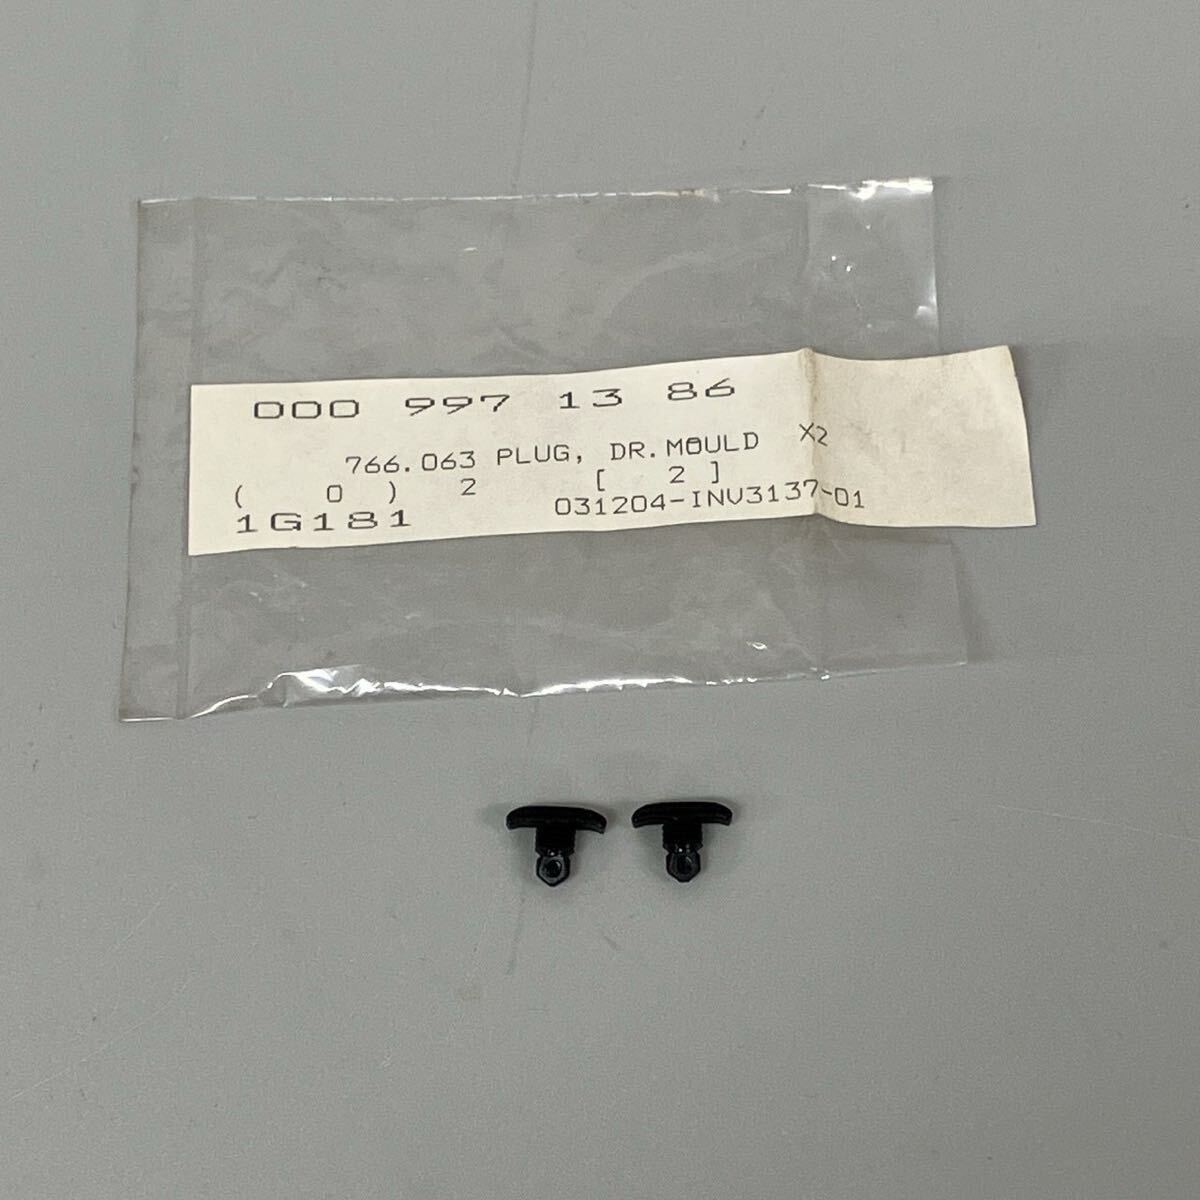 000 997 13 86
766.063 PLUG, DR.MOULD X2
( 0 ) 2 [ 2 ]
1G181 031204-INV3137-01